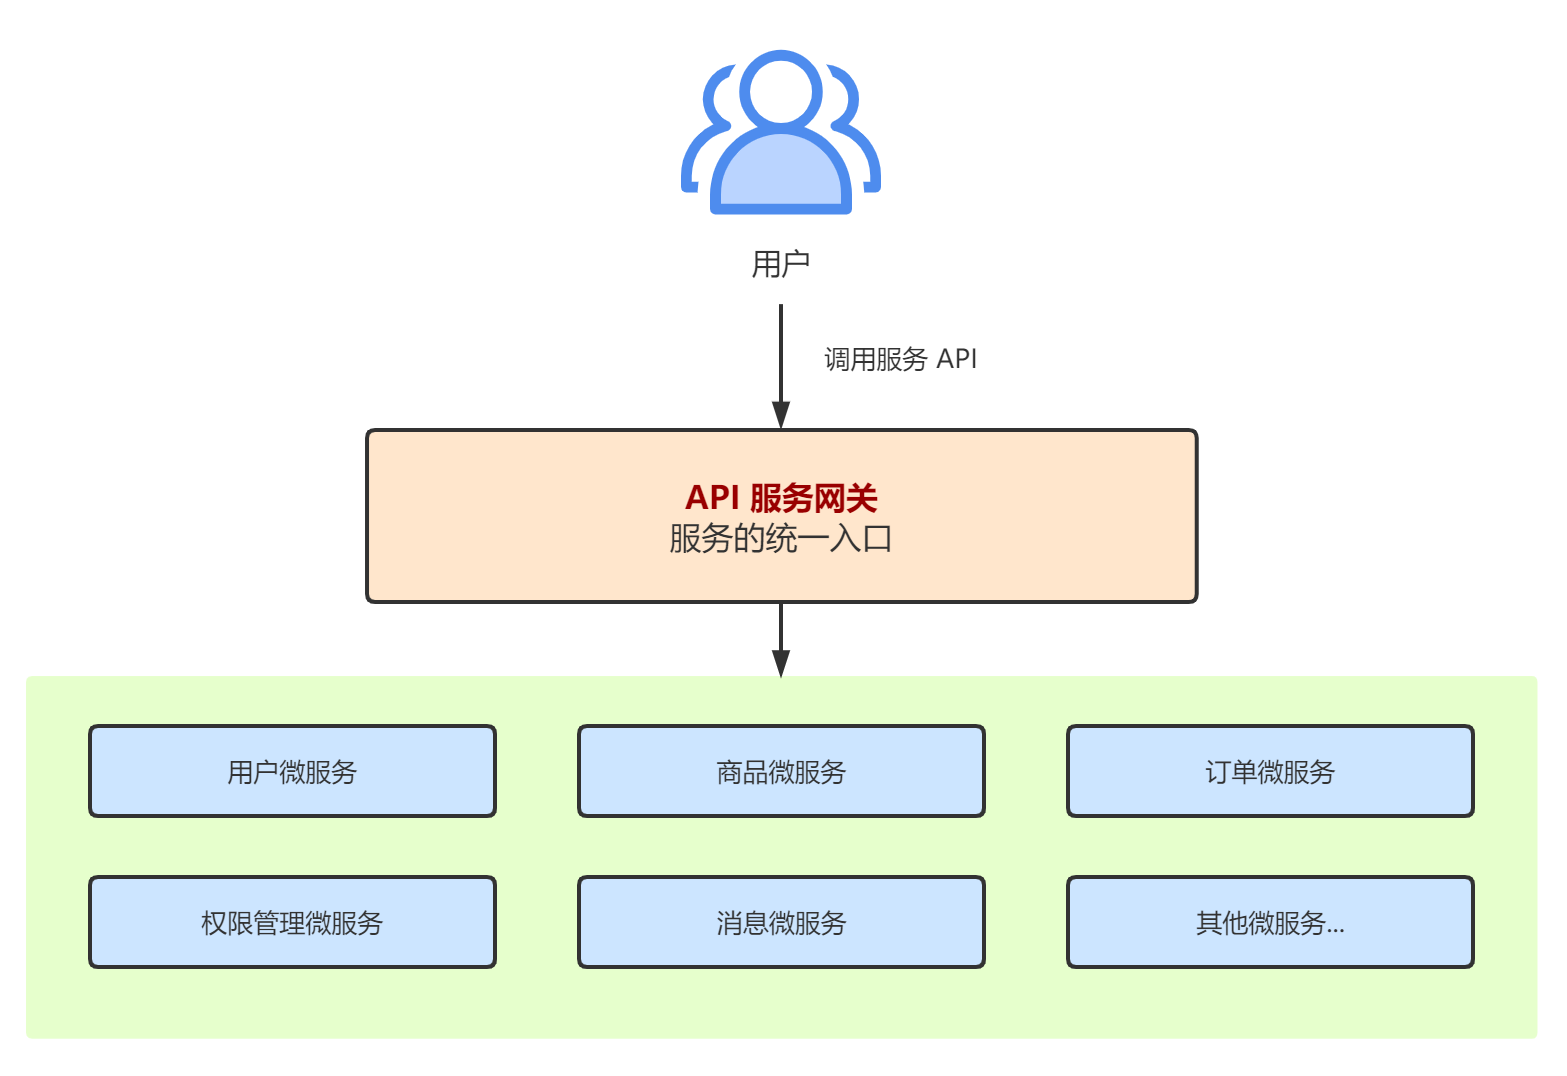 用户
调用服务 API
API 服务网关
服务的统一入口
用户微服务
商品微服务
订单微服务
权限管理微服务
消息微服务
其他微服务...